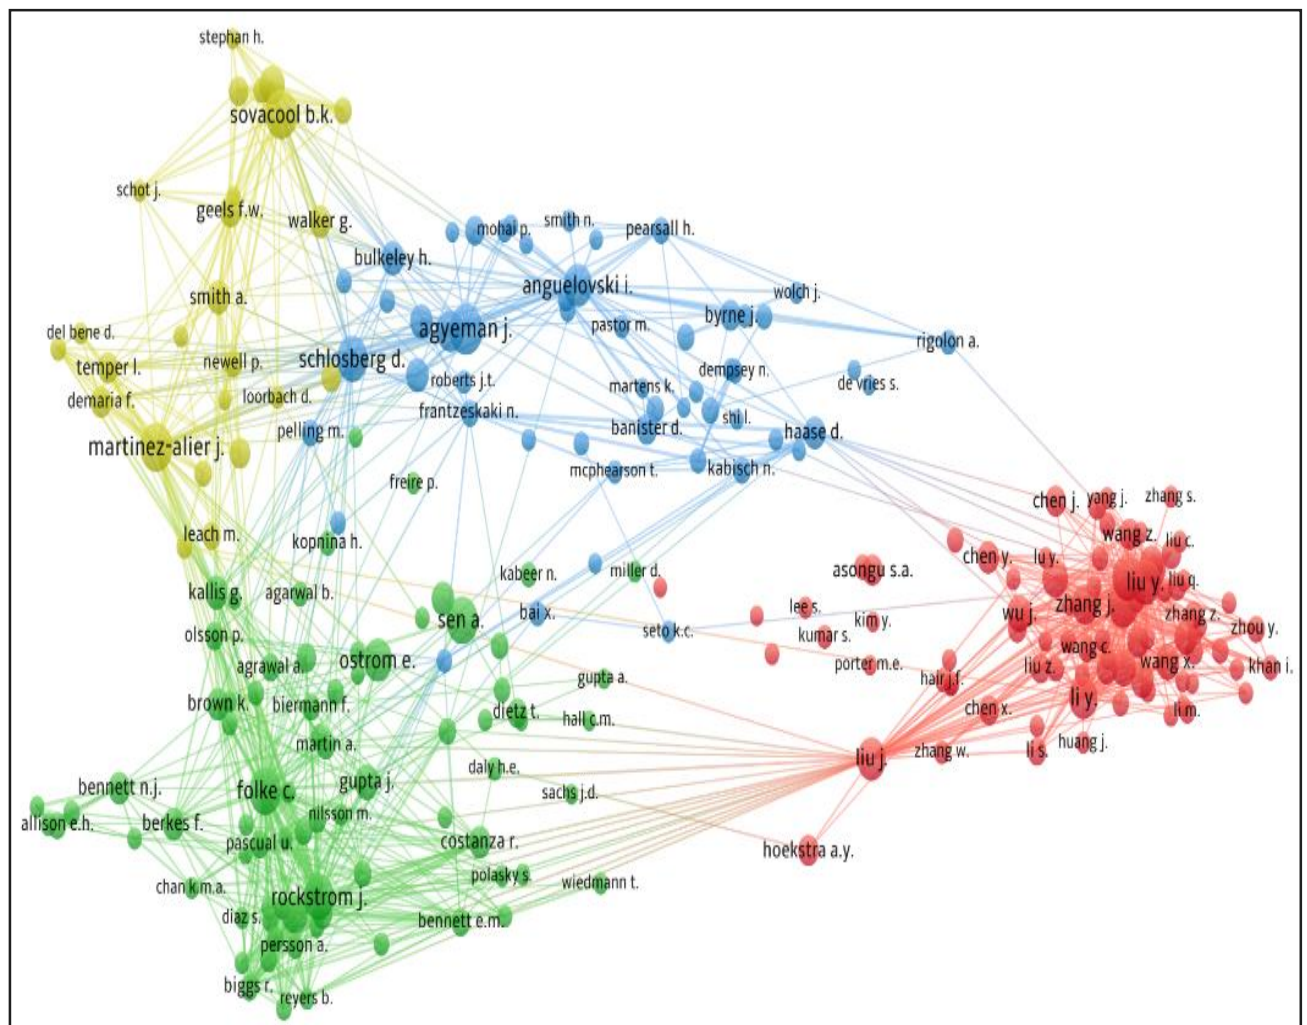 stephan h.
sovacool b.k.
schot j.
geels f.w.
walker g.
mohai p.
smith n.
pearsall h.
bulkeley h.
anguelovski i.
wolch j.
smith a.
byrne j.
agyeman j.
pastor m.
del bene d.
rigolon a.
temper l.
newell p.
schlosberg d.
roberts j.t.
dempsey n.
martens k.
de vries s.
demaria f.
loorbach d.
frantzeskaki n.
shi l.
pelling m.
banister d.
haase d.
martinez-alier j.
mcphearson t.
kabisch n.
freire p.
chen j.
yang j.
zhang s.
leach m.
kopnina h.
wang z.
liu c.
chen y.
lu y.
kabeer n.
miller d.
asongu s.a.
liu y.
liu q.
kallis g.
agarwal b.
bai x.
lee s.
wu j.
zhang j.
zhang z.
sen a.
kim y.
zhou y.
olsson p.
seto k.c.
kumar s.
wang c.
agrawal a.
ostrom e.
porter m.e.
liu z.
wang x.
khan i.
gupta a.
hair j.f.
brown k.
biermann f.
dietz t.
hall c.m.
chen x.
li y.
li m.
martin a.
zhang w.
li s.
huang j.
liu j.
daly h.e.
bennett n.j.
folke c.
gupta j.
sachs j.d.
allison e.h.
berkes f.
nilsson m.
pascual u.
costanza r.
hoekstra a.y.
chan k.m.a.
polasky s.
wiedmann t.
rockstrom j.
diaz s.
bennett e.m.
persson a.
biggs r.
reyers b.